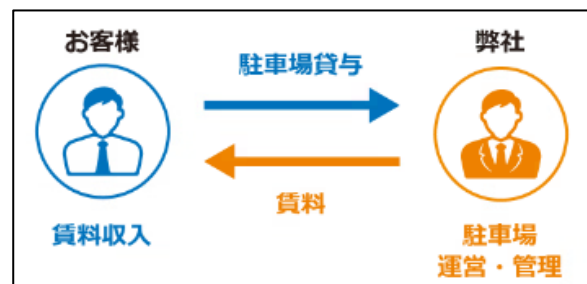 お客様
駐車場貸与
弊社
賃料
賃料収入
駐車場
運営・管理